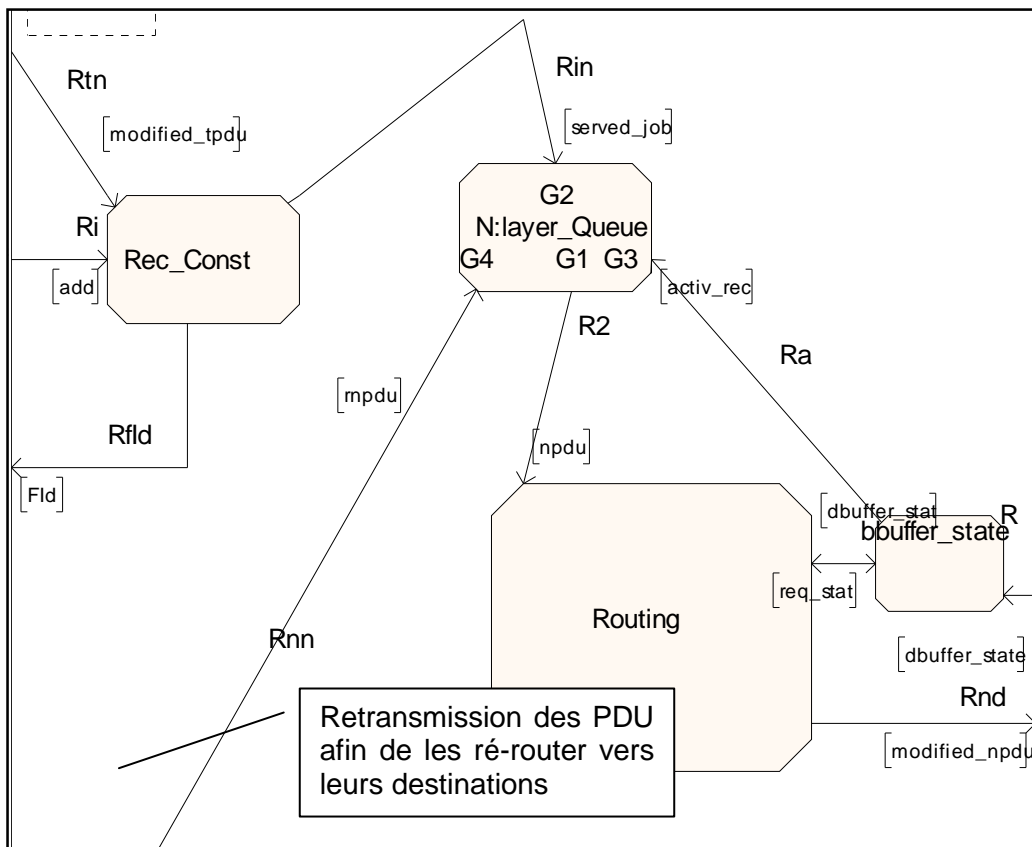 Rtn
Rin
[modified_tpdu]
[served_job]
G2
Ri
N:layer_Queue
Rec_Const
G4
G1
G3
[add]
[activ_rec]
R2
Ra
[rnpdu]
Rfld
[npdu]
[Fld]
[dbuffer_stat]
R
bbuffer_state
[req_stat]
Routing
Rnn
[dbuffer_state
Rnd
Retransmission des PDU
afin de les ré-router vers
leurs destinations
[modified_npdu